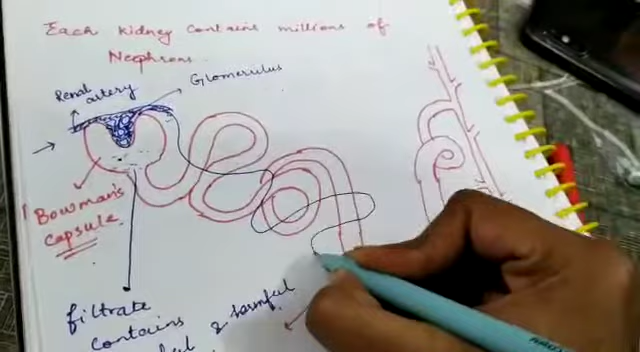 Each kidney contains millions of
Nephrons.
Renal
artery
Glomerulus
Bowman's
Capsule
filtrate
contains
& harmful